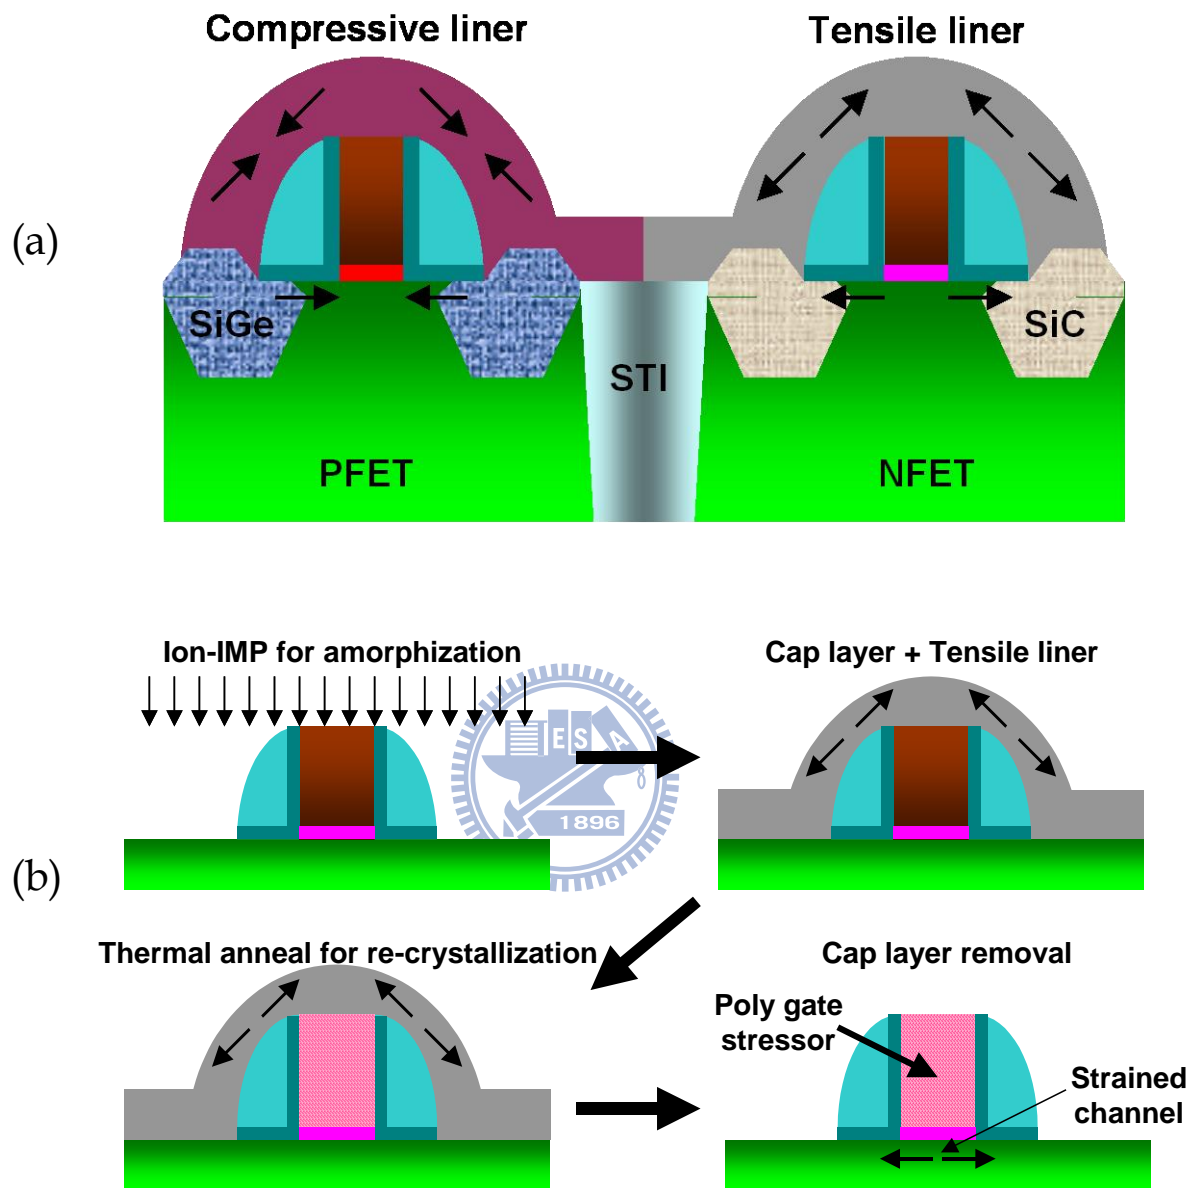 Compressive liner
Tensile liner
(a)
SiGe
SiC
STI
PFET
NFET
Ion-IMP for amorphization
Cap layer + Tensile liner
E S A
1896
(b)
Thermal anneal for re-crystallization
Cap layer removal
Poly gate
stressor
Strained
channel